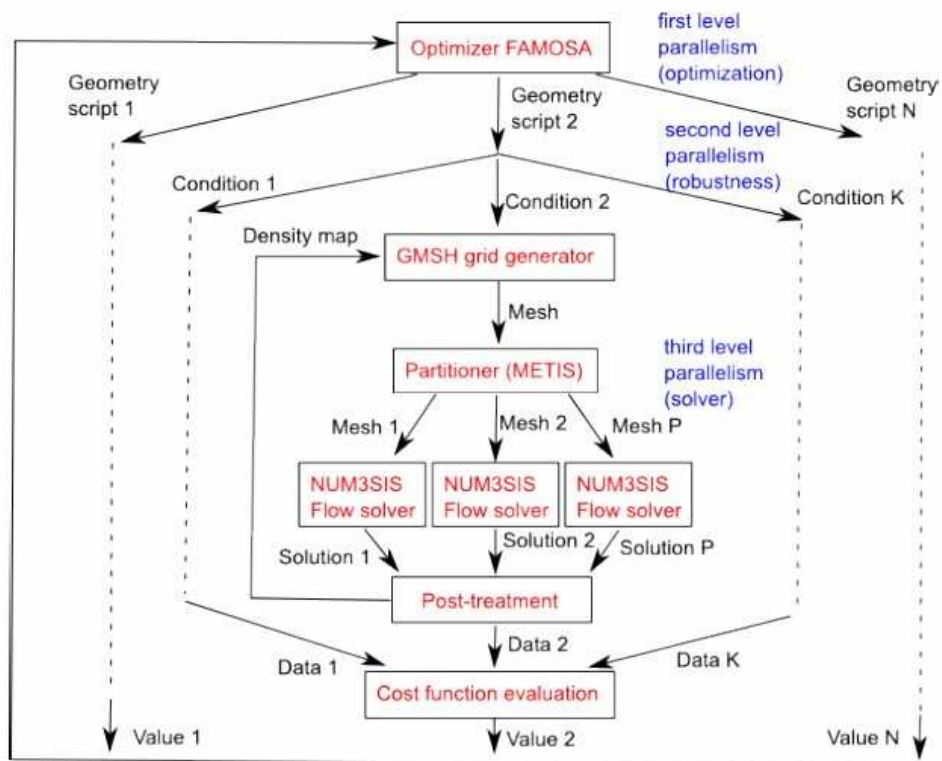 Optimizer FAMOSA
first level
parallelism
(optimization)
Geometry
script 1
Geometry
script 2
Geometry
script N
second level
parallelism
(robustness)
Condition 1
Condition 2
Condition K
Density map
GMSH grid generator
Mesh
Partitioner (METIS)
third level
parallelism
(solver)
Mesh 1
Mesh 2
Mesh P
NUM3SIS
Flow solver
NUM3SIS
Flow solver
NUM3SIS
Flow solver
Solution 1
Solution 2
Solution P
Post-treatment
Data 1
Data 2
Data K
Cost function evaluation
Value 1
Value 2
Value N